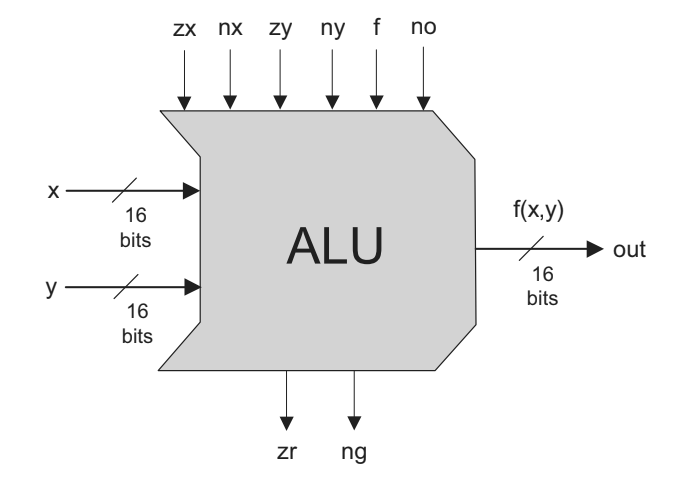 zx nx zy ny f no
x
16
bits
ALU
f(x,y)
out
16
bits
y
16
bits
zr ng